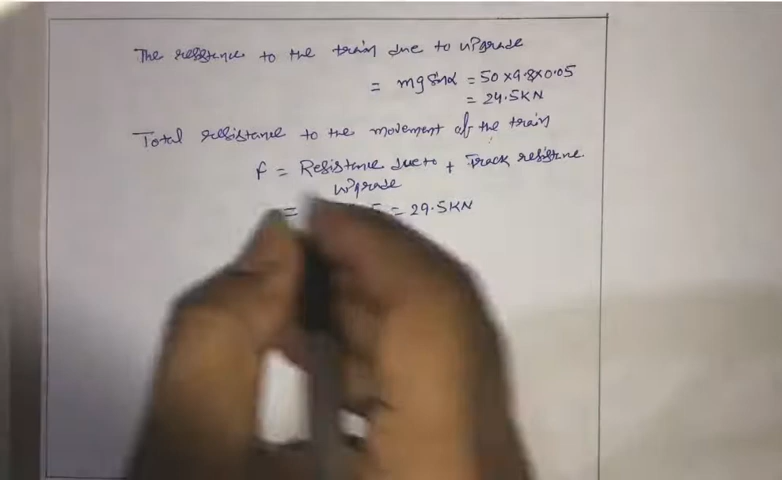 The resistance to the train due to upgrade
= mg sinα = 50×9.8×0.05
= 24.5KN
Total resistance to the movement of the train
F = Resistance due to + Track resistance.
upgrade
= 5 = 29.5KN